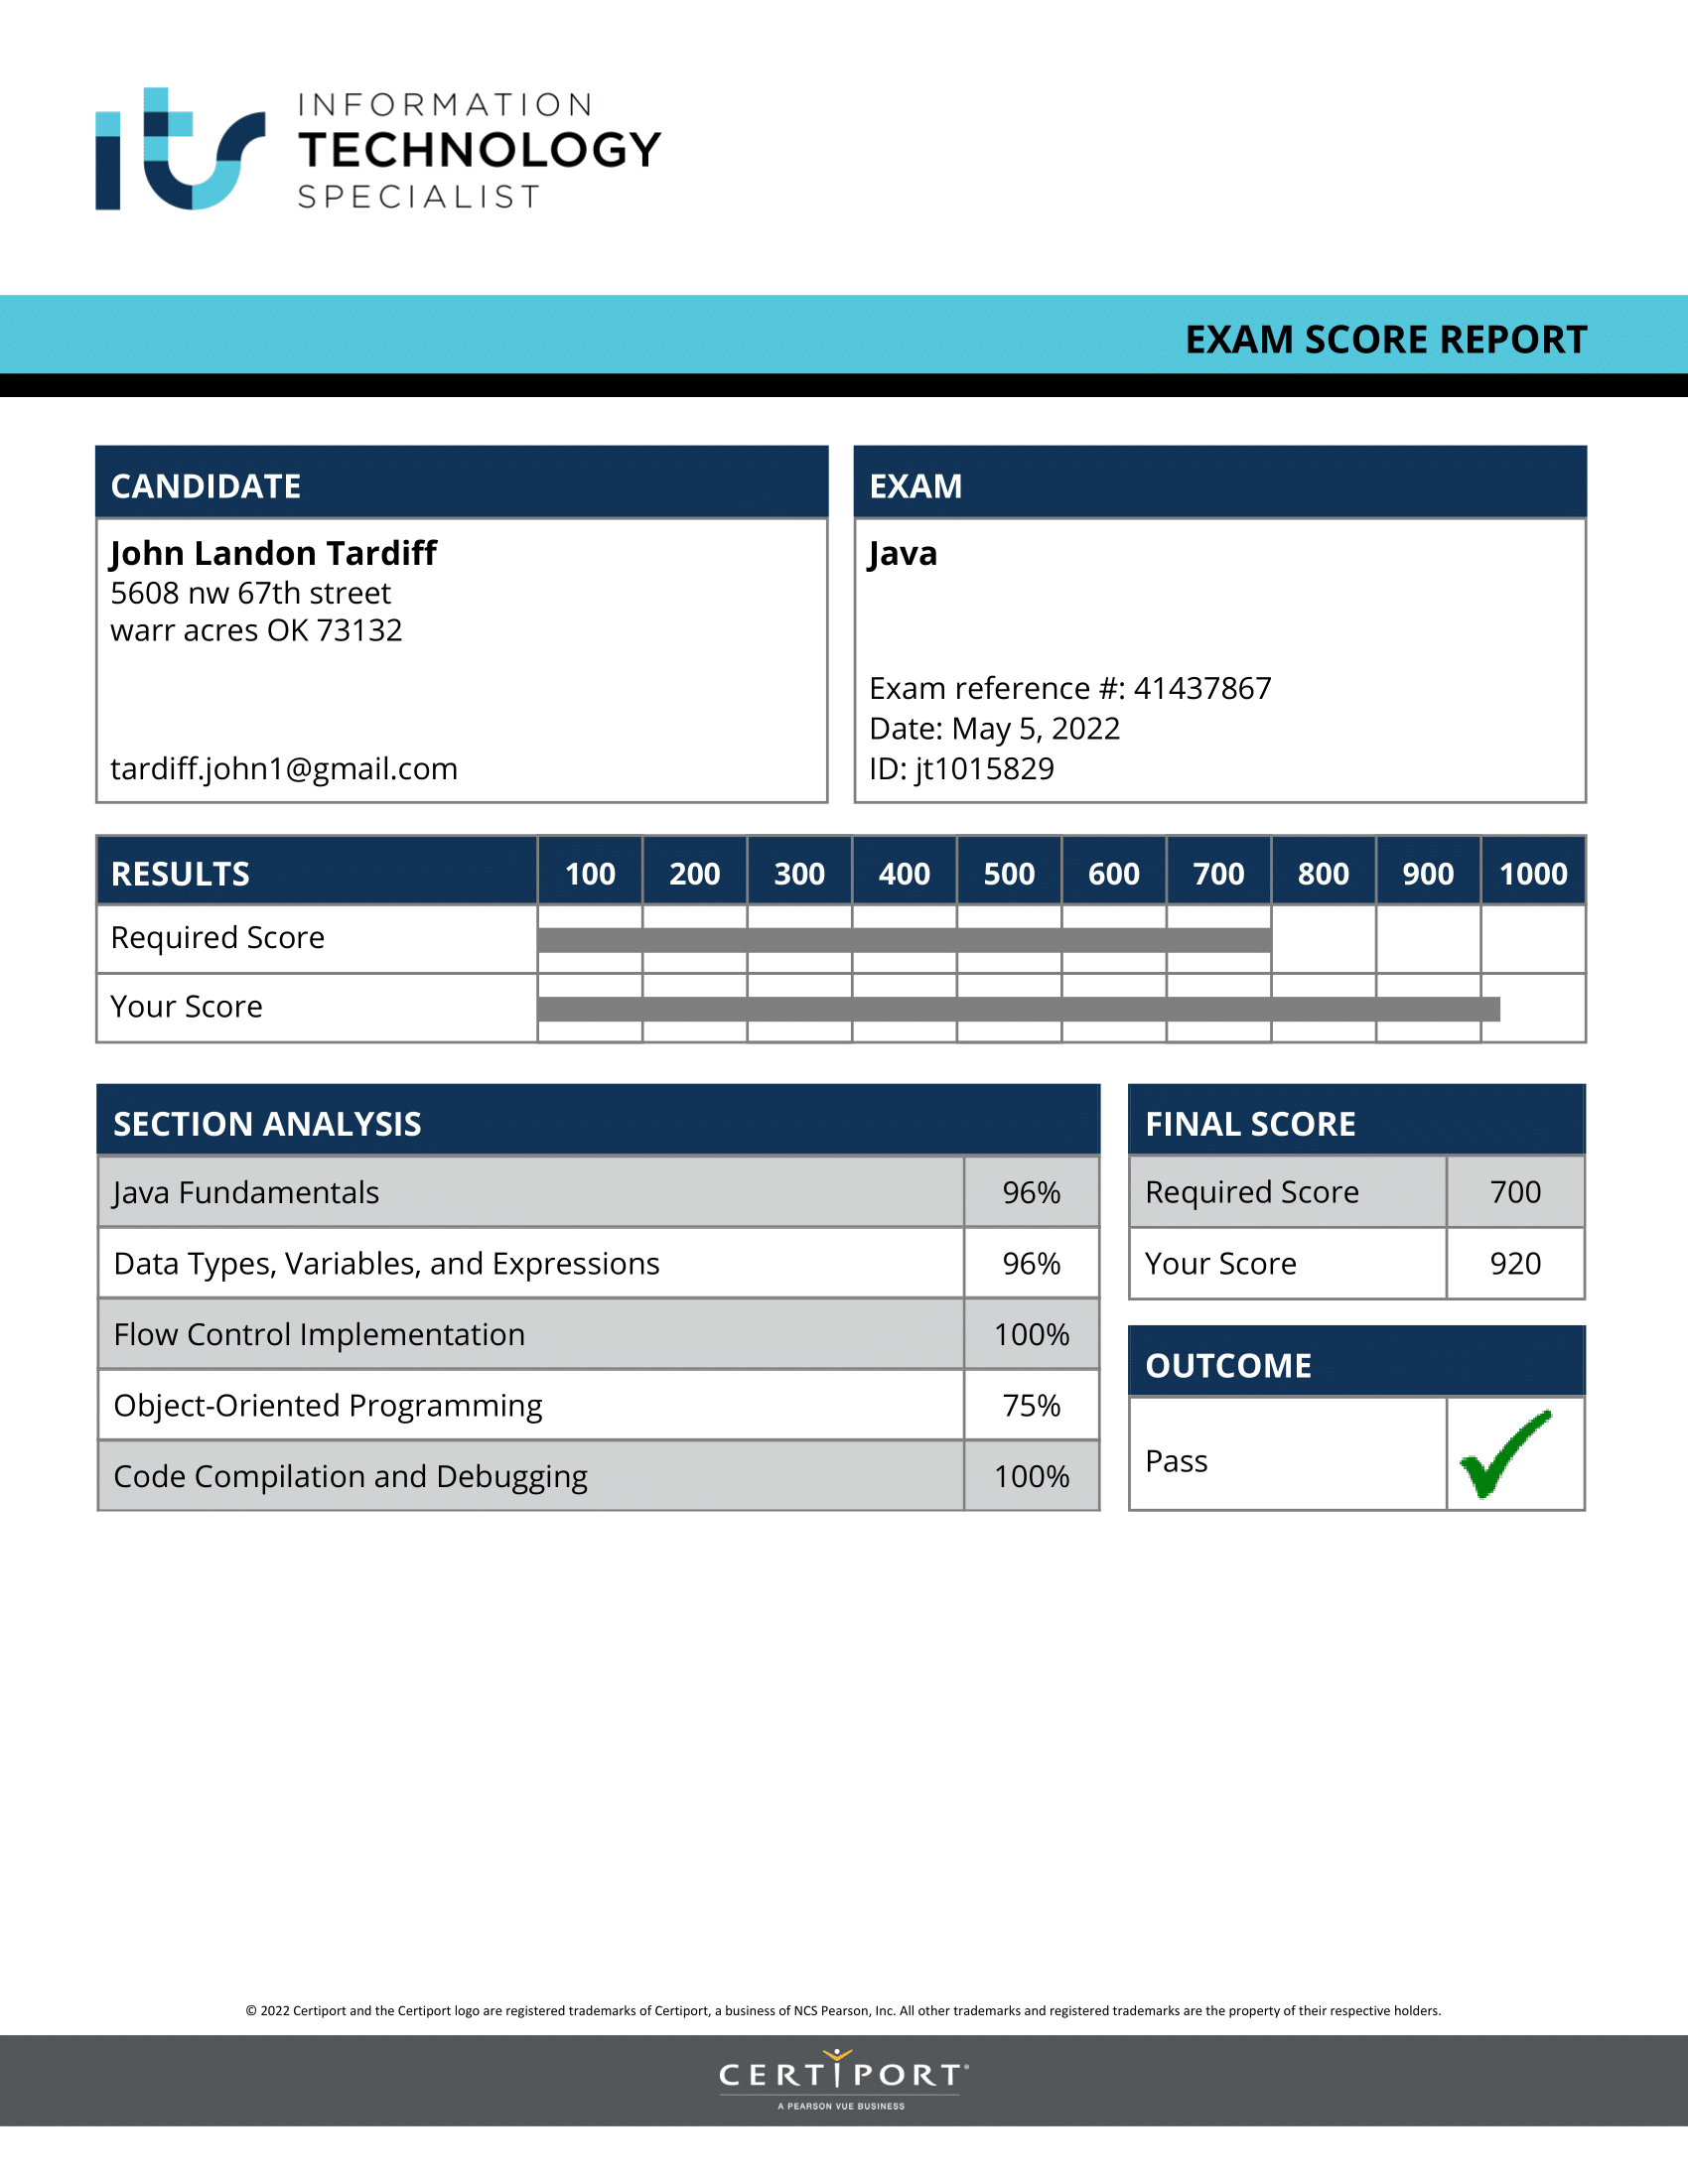 its
INFORMATION
TECHNOLOGY
SPECIALIST
EXAM SCORE REPORT
CANDIDATE
John Landon Tardiff
5608 nw 67th street
warr acres OK 73132
tardiff.john1@gmail.com
EXAM
Java
Exam reference #: 41437867
Date: May 5, 2022
ID: jt1015829
RESULTS 100 200 300 400 500 600 700 800 900 1000
Required Score
Your Score
SECTION ANALYSIS
Java Fundamentals 96%
Data Types, Variables, and Expressions 96%
Flow Control Implementation 100%
Object-Oriented Programming 75%
Code Compilation and Debugging 100%
FINAL SCORE
Required Score 700
Your Score 920
OUTCOME
Pass
© 2022 Certiport and the Certiport logo are registered trademarks of Certiport, a business of NCS Pearson, Inc. All other trademarks and registered trademarks are the property of their respective holders.
CERTIPORT®
A PEARSON VUE BUSINESS